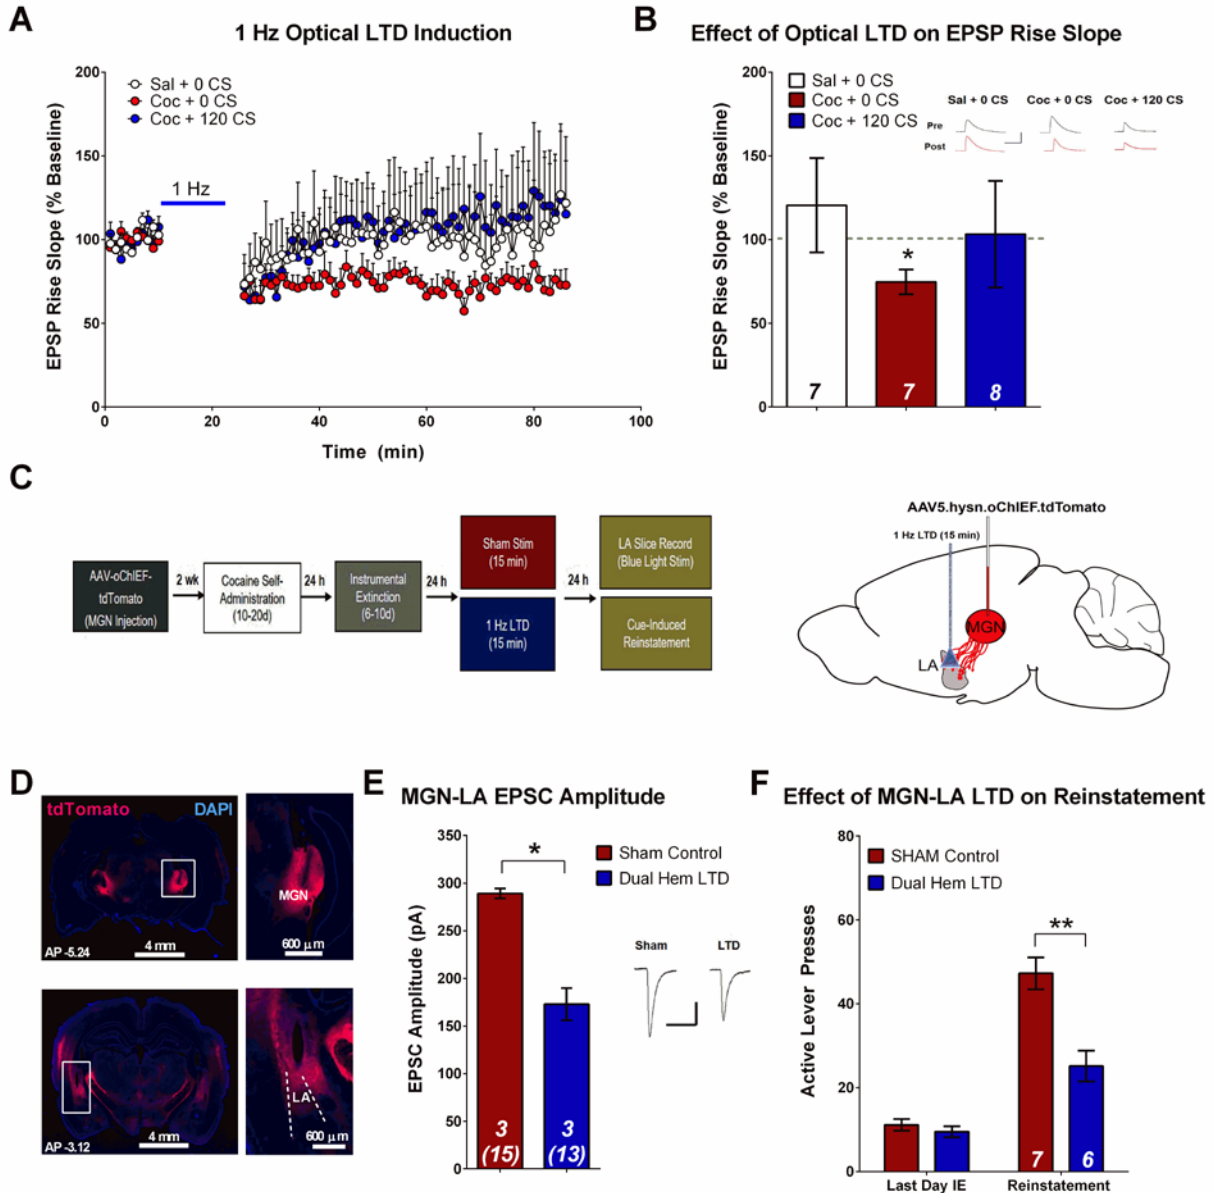 A
1 Hz Optical LTD Induction
EPSP Rise Slope (% Baseline)
200
150
100
50
0
Sal + 0 CS
Coc + 0 CS
Coc + 120 CS
1 Hz
0
20
40
60
80
100
Time (min)
B
Effect of Optical LTD on EPSP Rise Slope
EPSP Rise Slope (% Baseline)
200
150
100
50
0
Sal + 0 CS
Coc + 0 CS
Coc + 120 CS
Sal + 0 CS
Coc + 0 CS
Coc + 120 CS
Pre
Post
*
7
7
8
C
AAV-oChIEF-
tdTomato
(MGN Injection)
2 wk
Cocaine Self-
Administration
(10-20d)
24 h
Instrumental
Extinction
(6-10d)
24 h
Sham Stim
(15 min)
1 Hz LTD
(15 min)
24 h
LA Slice Record
(Blue Light Stim)
Cue-Induced
Reinstatement
AAV5.hysn.oChIEF.tdTomato
1 Hz LTD (15 min)
MGN
LA
D
tdTomato
DAPI
AP -5.24
4 mm
MGN
600 µm
AP -3.12
4 mm
LA
600 µm
E
MGN-LA EPSC Amplitude
EPSC Amplitude (pA)
350
300
250
200
150
100
50
0
Sham Control
Dual Hem LTD
*
3
(15)
3
(13)
Sham
LTD
F
Effect of MGN-LA LTD on Reinstatement
Active Lever Presses
80
60
40
20
0
SHAM Control
Dual Hem LTD
**
7
6
Last Day IE
Reinstatement